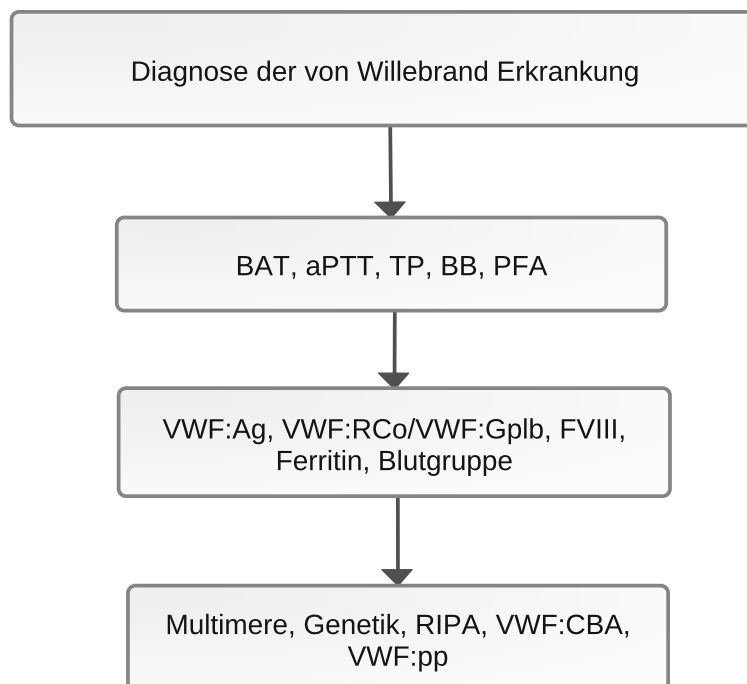 Diagnose der von Willebrand Erkrankung
BAT, aPTT, TP, BB, PFA
VWF:Ag, VWF:RCo/VWF:Gplb, FVIII,
Ferritin, Blutgruppe
Multimere, Genetik, RIPA, VWF:CBA,
VWF:pp